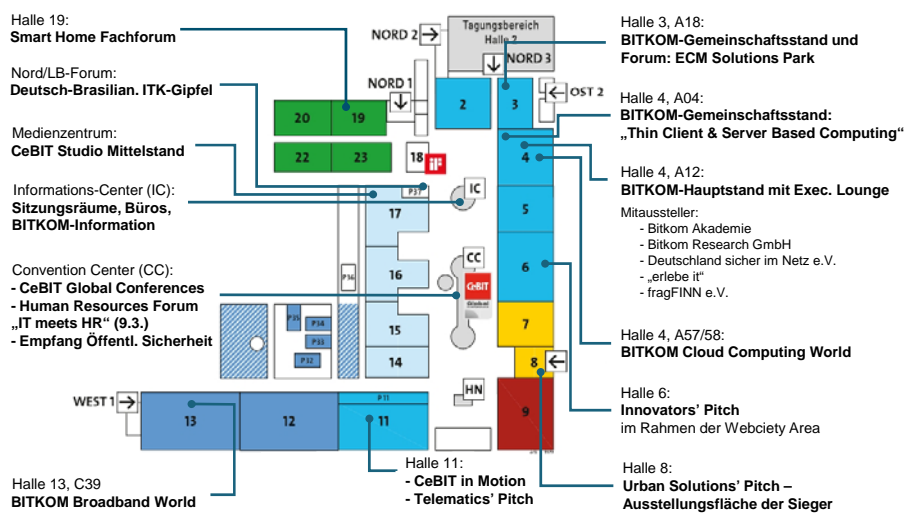 Halle 19:
Smart Home Fachforum
Nord/LB-Forum:
Deutsch-Brasilian. ITK-Gipfel
Medienzentrum:
CeBIT Studio Mittelstand
Informations-Center (IC):
Sitzungsräume, Büros,
BITKOM-Information
Convention Center (CC):
- CeBIT Global Conferences
- Human Resources Forum
„IT meets HR“ (9.3.)
- Empfang Öffentl. Sicherheit
Halle 13, C39
BITKOM Broadband World
NORD 2
Tagungsbereich
Halle 2
NORD 3
NORD 1
OST 2
2
3
20
19
22
23
18
iF
4
P37
IC
17
5
CC
16
P36
6
CeBIT
Global
P35
P34
P33
P32
15
7
14
8
HN
WEST 1
P11
13
12
11
9
Halle 11:
- CeBIT in Motion
- Telematics’ Pitch
Halle 3, A18:
BITKOM-Gemeinschaftsstand und
Forum: ECM Solutions Park
Halle 4, A04:
BITKOM-Gemeinschaftsstand:
„Thin Client & Server Based Computing“
Halle 4, A12:
BITKOM-Hauptstand mit Exec. Lounge
Mitaussteller:
- Bitkom Akademie
- Bitkom Research GmbH
- Deutschland sicher im Netz e.V.
- „erlebe it“
- fragFINN e.V.
Halle 4, A57/58:
BITKOM Cloud Computing World
Halle 6:
Innovators’ Pitch
im Rahmen der Webciety Area
Halle 8:
Urban Solutions’ Pitch –
Ausstellungsfläche der Sieger